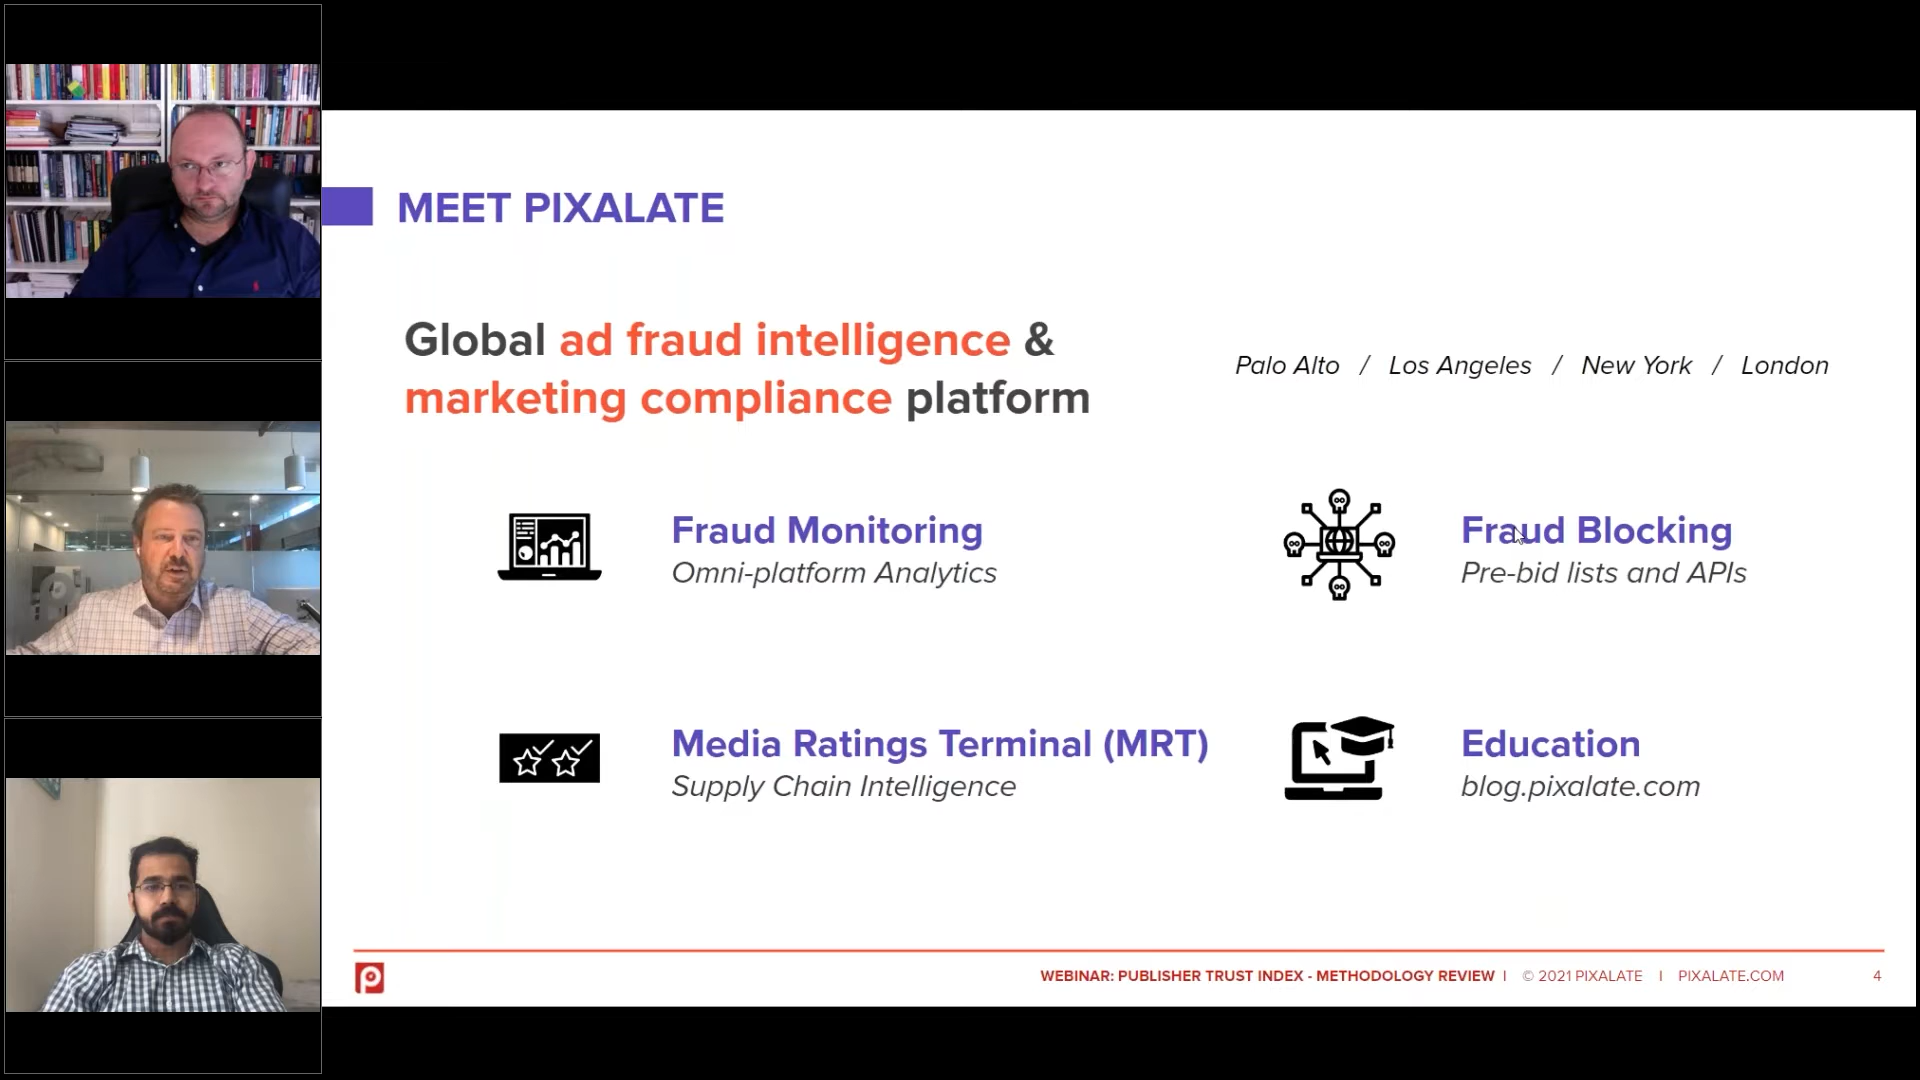 MEET PIXALATE
Global ad fraud intelligence &
marketing compliance platform
Palo Alto / Los Angeles / New York / London
Fraud Monitoring
Omni-platform Analytics
Fraud Blocking
Pre-bid lists and APIs
Media Ratings Terminal (MRT)
Supply Chain Intelligence
Education
blog.pixalate.com
WEBINAR: PUBLISHER TRUST INDEX - METHODOLOGY REVIEW I © 2021 PIXALATE I PIXALATE.COM 4